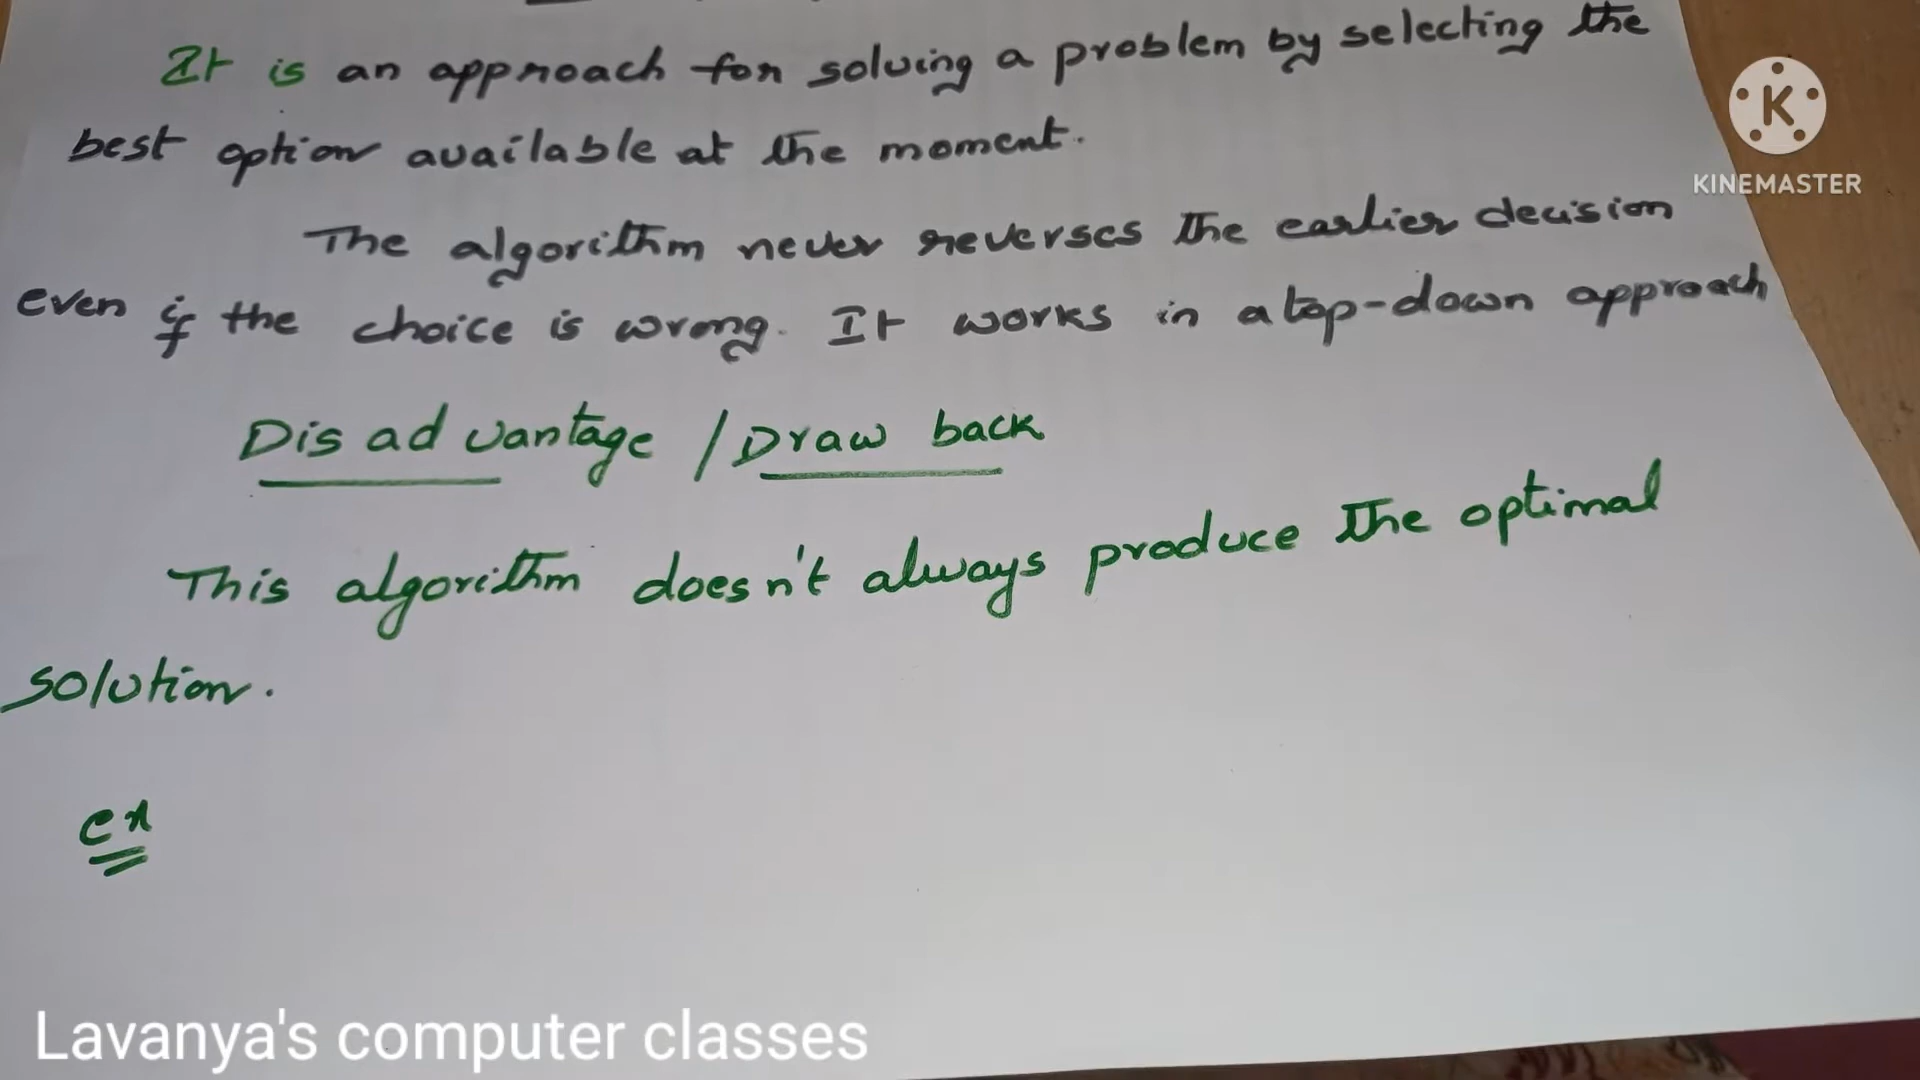 It is an approach for solving a problem by selecting the
best option available at the moment.
The algorithm never reverses the earlier decision
even if the choice is wrong. It works in a top-down approach
Dis advantage / Draw back
This algorithm doesn't always produce the optimal
solution.
ex
K
KINEMASTER
Lavanya's computer classes